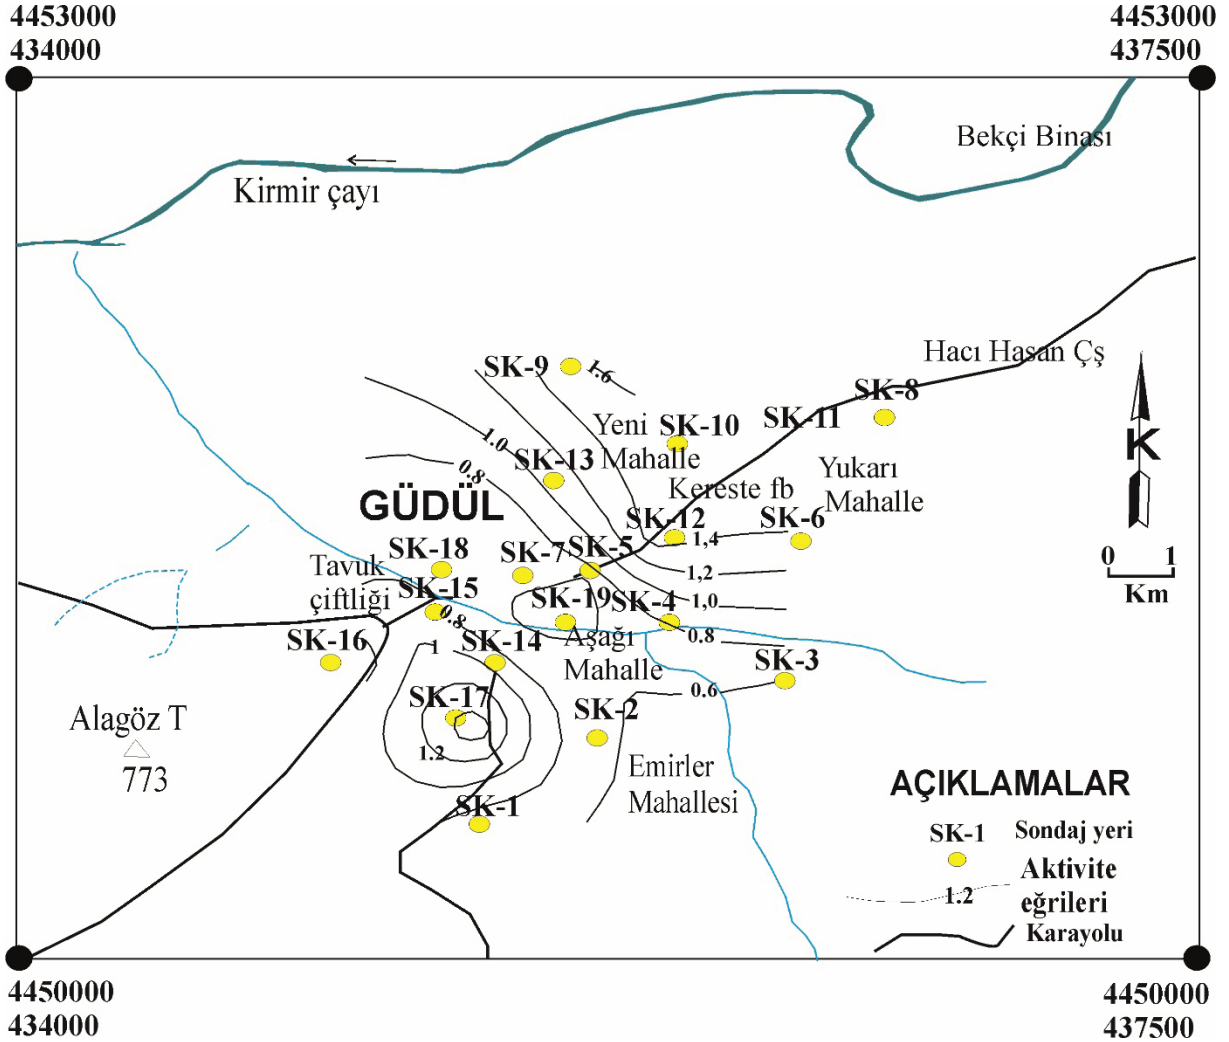 4453000
434000
4453000
437500
Bekçi Binası
Kirmir çayı
Hacı Hasan Çş
SK-9
1.6
SK-8
SK-11
Yeni
Mahalle
SK-10
1.0
0.8
SK-13
K
Yukarı
Mahalle
Kereste fb
GÜDÜL
SK-12
SK-6
1,4
SK-18
SK-7
SK-5
0
1
Km
1,2
Tavuk
çiftliği
SK-15
0.8
SK-19
SK-4
1,0
0.8
SK-16
1
SK-14
Aşağı
Mahalle
SK-3
0.6
SK-17
SK-2
Alagöz T
773
1.2
Emirler
Mahallesi
SK-1
AÇIKLAMALAR
SK-1
Sondaj yeri
1.2
Aktivite
eğrileri
Karayolu
4450000
434000
4450000
437500